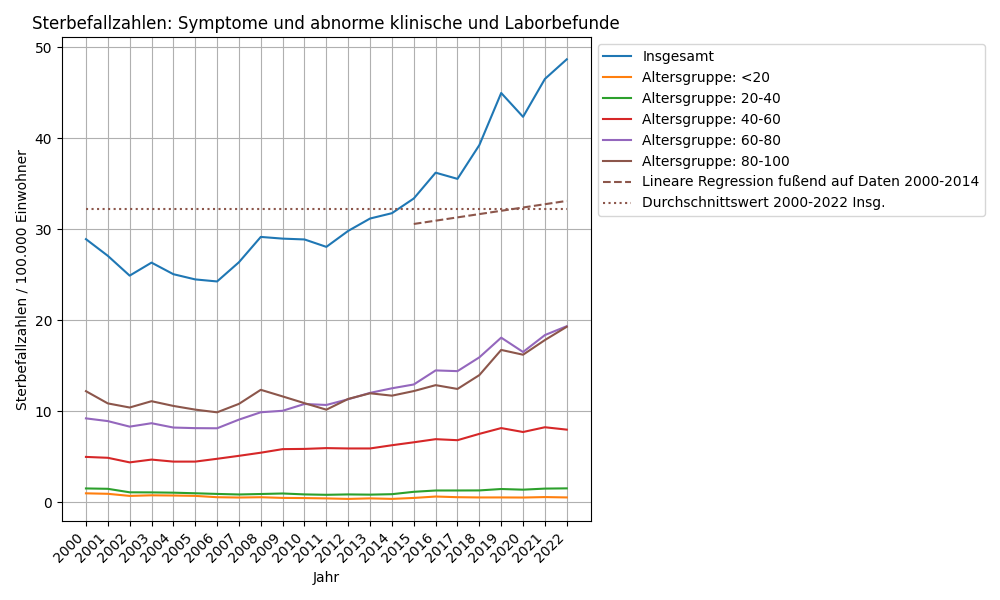 Sterbefallzahlen: Symptome und abnorme klinische und Laborbefunde
Sterbefallzahlen / 100.000 Einwohner
50
40
30
20
10
0
2000
2001
2002
2003
2004
2005
2006
2007
2008
2009
2010
2011
2012
2013
2014
2015
2016
2017
2018
2019
2020
2021
2022
Jahr
Insgesamt
Altersgruppe: <20
Altersgruppe: 20-40
Altersgruppe: 40-60
Altersgruppe: 60-80
Altersgruppe: 80-100
Lineare Regression fußend auf Daten 2000-2014
Durchschnittswert 2000-2022 Insg.